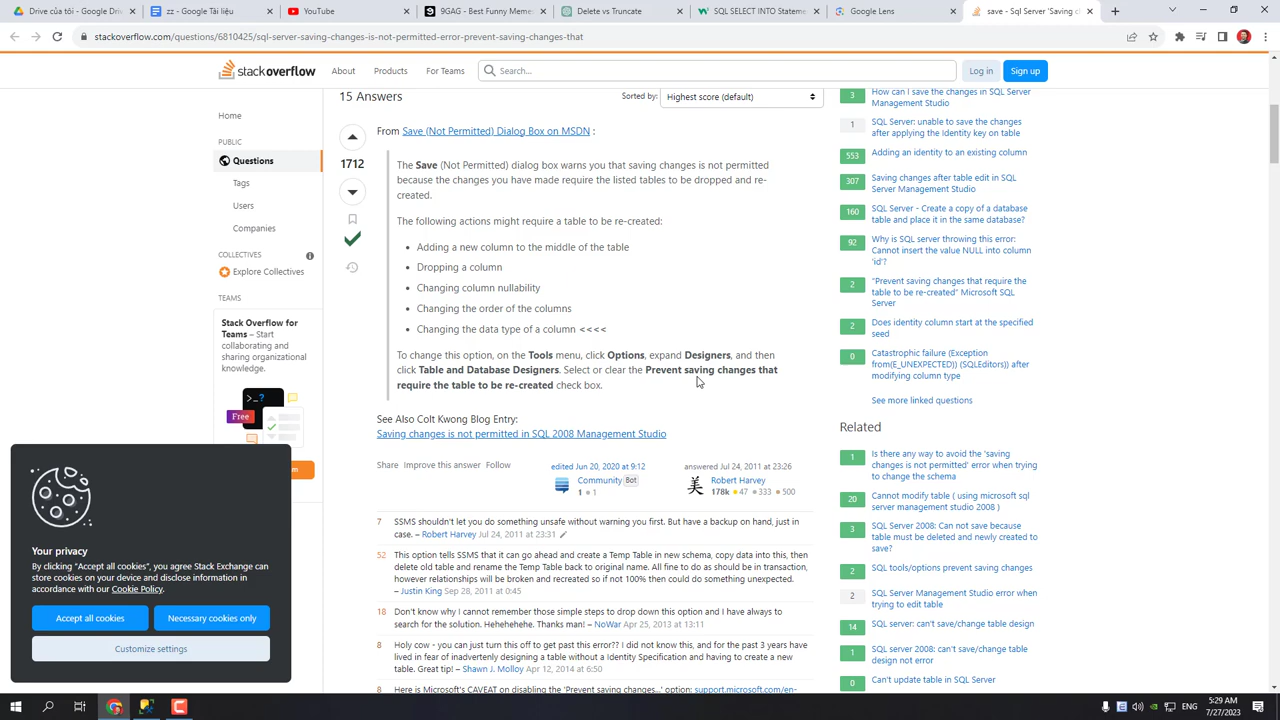 Drive của tôi - Google Drive
zz - Google Tài liệu
YouTube
9GAG - Best Funny Meme
Delete vs Truncate
SQL SELECT INTO Stateme
Google Lens
save - Sql Server 'Saving c
stackoverflow.com/questions/6810425/sql-server-saving-changes-is-not-permitted-error-prevent-saving-changes-that
stackoverflow
About
Products
For Teams
Search...
Log in
Sign up
Home
PUBLIC
Questions
Tags
Users
Companies
COLLECTIVES
Explore Collectives
TEAMS
Stack Overflow for
Teams – Start
collaborating and
sharing organizational
knowledge.
Free
15 Answers
Sorted by:
Highest score (default)
1712
From Save (Not Permitted) Dialog Box on MSDN :
The Save (Not Permitted) dialog box warns you that saving changes is not permitted
because the changes you have made require the listed tables to be dropped and re-
created.
The following actions might require a table to be re-created:
• Adding a new column to the middle of the table
• Dropping a column
• Changing column nullability
• Changing the order of the columns
• Changing the data type of a column <<<<
To change this option, on the Tools menu, click Options, expand Designers, and then
click Table and Database Designers. Select or clear the Prevent saving changes that
require the table to be re-created check box.
See Also Colt Kwong Blog Entry:
Saving changes is not permitted in SQL 2008 Management Studio
Share Improve this answer Follow
edited Jun 20, 2020 at 9:12
Community Bot
1 1
answered Jul 24, 2011 at 23:26
Robert Harvey
178k 47 333 500
7 SSMS shouldn't let you do something unsafe without warning you first. But have a backup on hand, just in
case. – Robert Harvey Jul 24, 2011 at 23:31
52 This option tells SSMS that it can go ahead and create a Temp Table in new schema, copy data into this, then
delete old table and rename the Temp Table back to original name. All fine to do as should be in transaction,
however relationships will be broken and recreated so if not 100% then could do something unexpected.
– Justin King Sep 28, 2011 at 0:45
18 Don't know why I cannot remember those simple steps to drop down this option and I have always to
search for the solution. Hehehehe. Thanks man! – NoWar Apr 25, 2013 at 13:11
8 Holy cow - you can just turn this off to get past this error?? I did not know this, and for the past 3 years have
lived in fear of inadvertenly designing a table without a Identity Specification and having to create a new
table. Great tip! – Shawn J. Molloy Apr 12, 2014 at 6:50
8 Here is Microsoft's CAVEAT on disabling the 'Prevent saving changes...' option: support.microsoft.com/en-
3 How can I save the changes in SQL Server
Management Studio
1 SQL Server: unable to save the changes
after applying the Identity key on table
553 Adding an identity to an existing column
307 Saving changes after table edit in SQL
Server Management Studio
160 SQL Server - Create a copy of a database
table and place it in the same database?
92 Why is SQL server throwing this error:
Cannot insert the value NULL into column
'id'?
2 “Prevent saving changes that require the
table to be re-created” Microsoft SQL
Server
2 Does identity column start at the specified
seed
0 Catastrophic failure (Exception
from(E_UNEXPECTED)) (SQLEditors)) after
modifying column type
See more linked questions
Related
1 Is there any way to avoid the 'saving
changes is not permitted' error when trying
to change the schema
20 Cannot modify table ( using microsoft sql
server management studio 2008 )
3 SQL Server 2008: Can not save because
table must be deleted and newly created to
save?
2 SQL tools/options prevent saving changes
2 SQL Server Management Studio error when
trying to edit table
14 SQL server: can't save/change table design
1 SQL server 2008: can't save/change table
design not error
0 Can't update table in SQL Server
Your privacy
By clicking “Accept all cookies”, you agree Stack Exchange can
store cookies on your device and disclose information in
accordance with our Cookie Policy.
Accept all cookies
Necessary cookies only
Customize settings
ENG
5:29 AM
7/27/2023